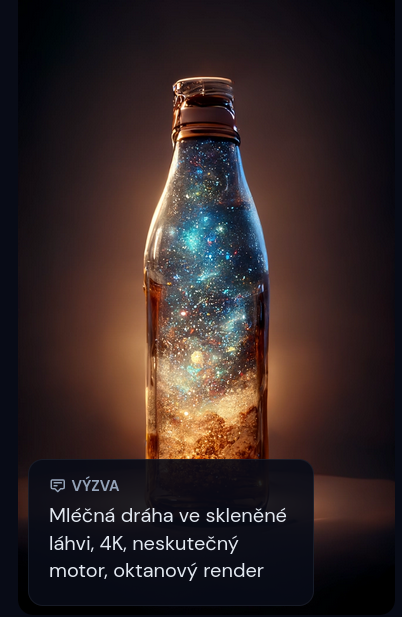 VÝZVA
Mléčná dráha ve skleněné
láhvi, 4K, neskutečný
motor, oktanový render